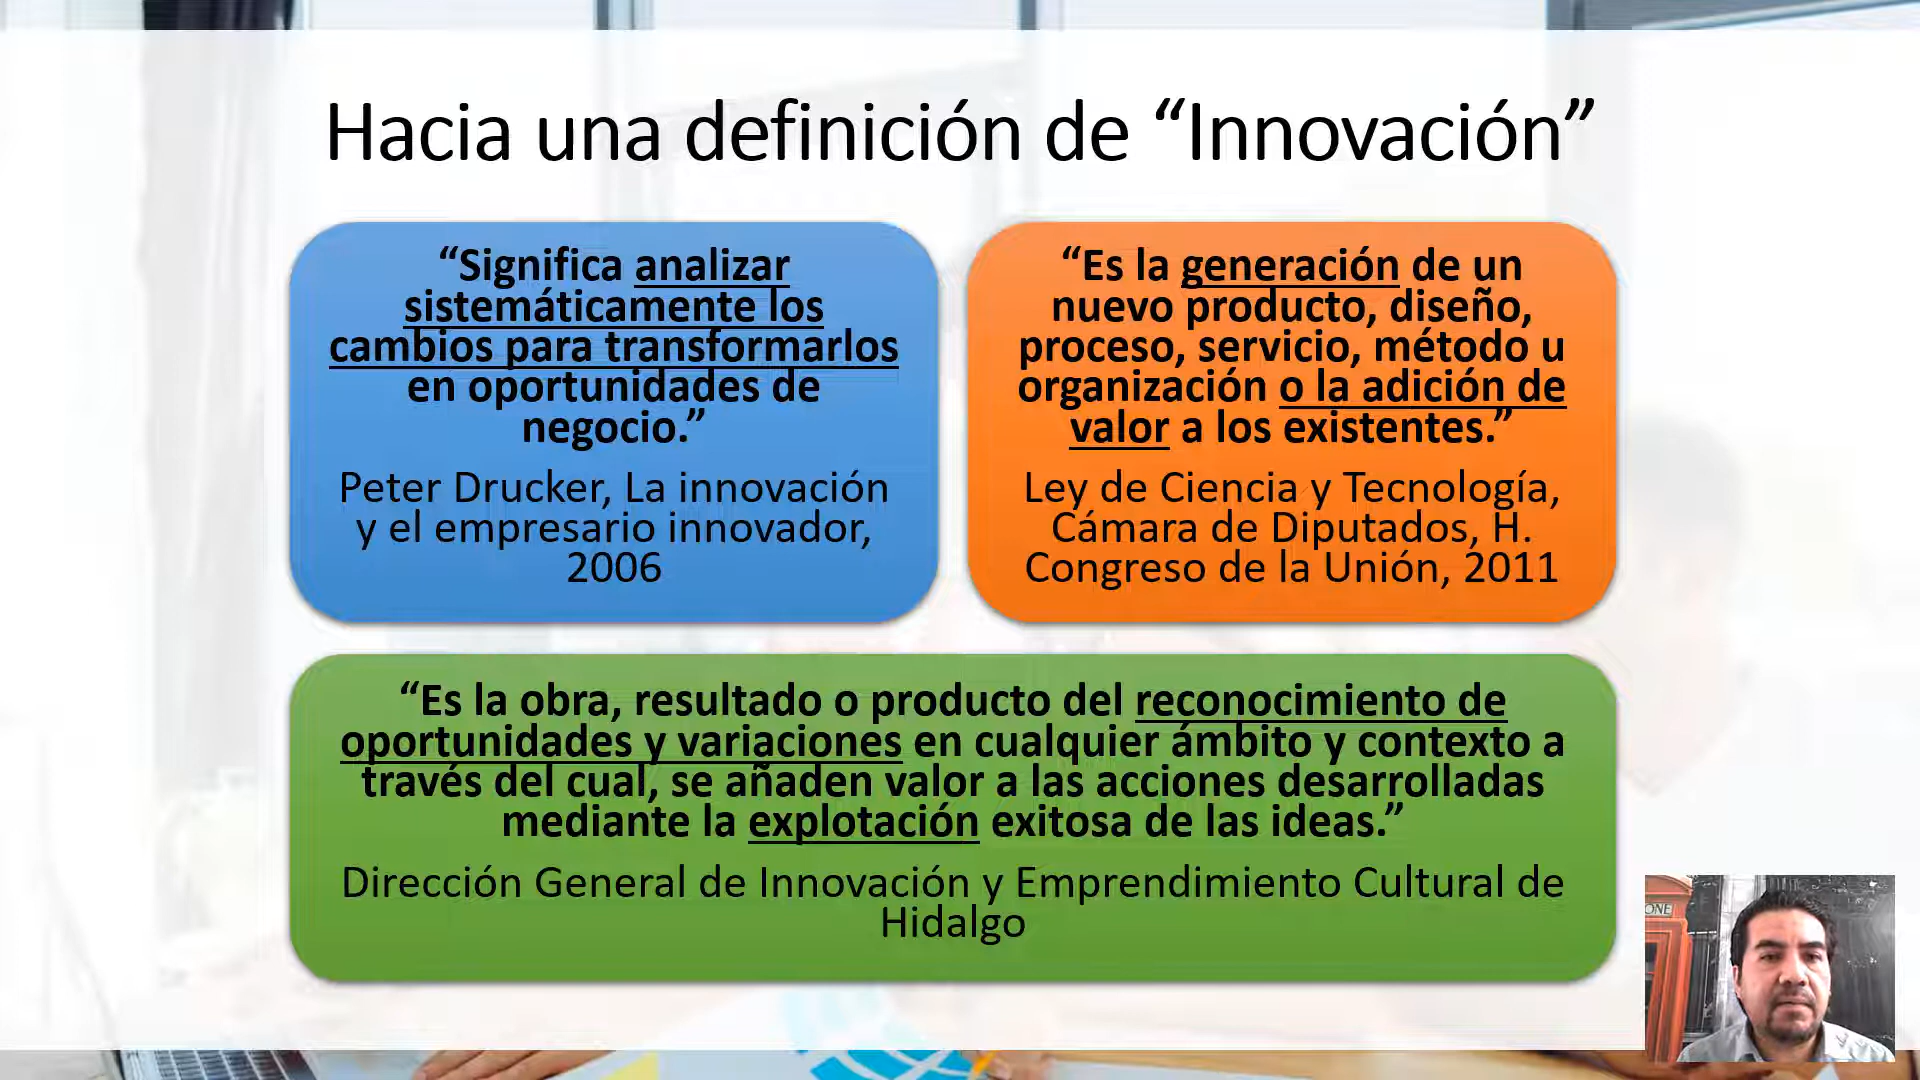 Hacia una definición de “Innovación”
“Significa analizar
sistemáticamente los
cambios para transformarlos
en oportunidades de
negocio.”
Peter Drucker, La innovación
y el empresario innovador,
2006
“Es la generación de un
nuevo producto, diseño,
proceso, servicio, método u
organización o la adición de
valor a los existentes.”
Ley de Ciencia y Tecnología,
Cámara de Diputados, H.
Congreso de la Unión, 2011
“Es la obra, resultado o producto del reconocimiento de
oportunidades y variaciones en cualquier ámbito y contexto a
través del cual, se añaden valor a las acciones desarrolladas
mediante la explotación exitosa de las ideas.”
Dirección General de Innovación y Emprendimiento Cultural de
Hidalgo
ONE